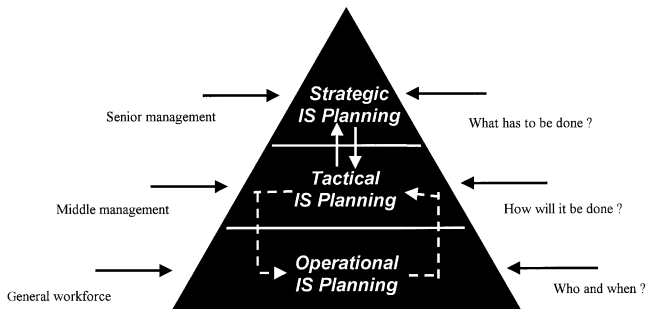 Strategic
IS Planning
Senior management
What has to be done ?
Tactical
IS Planning
Middle management
How will it be done ?
Operational
IS Planning
General workforce
Who and when ?